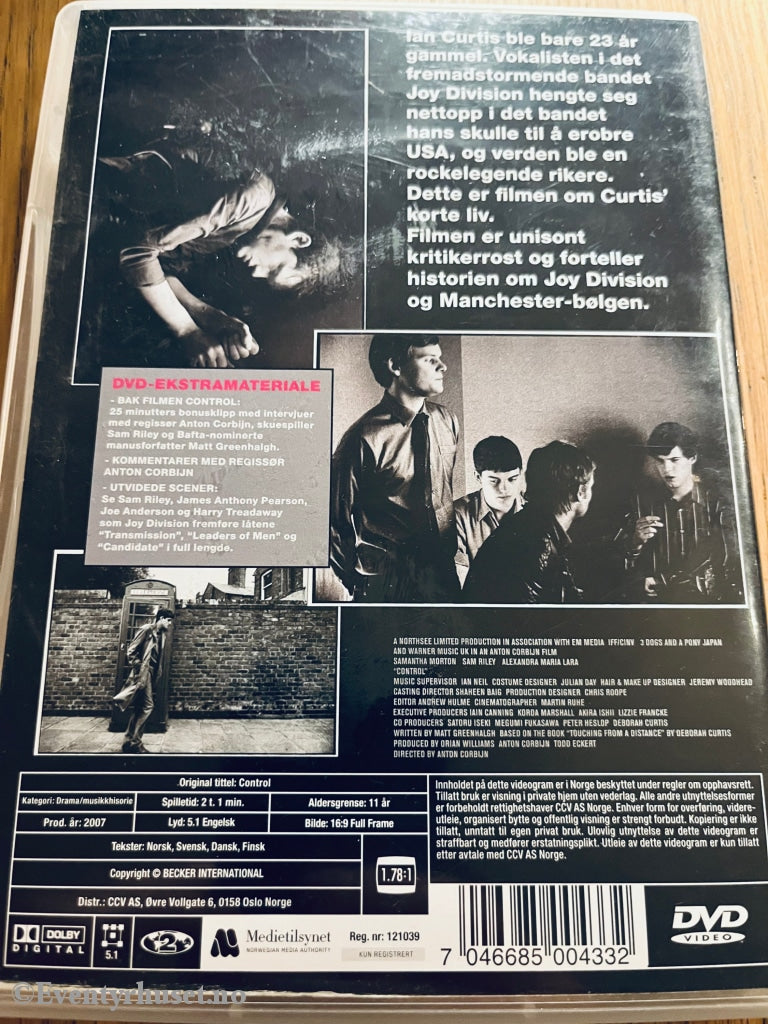 Ian Curtis ble bare 23 år
gammel. Vokalisten i det
fremadstormende bandet
Joy Division hengte seg
nettopp i det bandet
hans skulle til å erobre
USA, og verden ble en
rockelegende rikere.
Dette er filmen om Curtis'
korte liv.
Filmen er unisont
kritikerrost og forteller
historien om Joy Division
og Manchester-bølgen.
DVD-EKSTRAMATERIALE
- BAK FILMEN CONTROL:
25 minutters bonusklipp med intervjuer
med regissør Anton Corbijn, skuespiller
Sam Riley og Bafta-nominerte
manusforfatter Matt Greenhalgh.
- KOMMENTARER MED REGISSØR
ANTON CORBIJN
- UTVIDEDE SCENER:
Se Sam Riley, James Anthony Pearson,
Joe Anderson og Harry Treadaway
som Joy Division fremføre låtene
"Transmission", "Leaders of Men" og
"Candidate" i full lengde.
A NORTHSEE LIMITED PRODUCTION IN ASSOCIATION WITH EM MEDIA IFF/CINV 3 DOGS AND A PONY JAPAN
AND WARNER MUSIC UK IN AN ANTON CORBIJN FILM
SAMANTHA MORTON SAM RILEY ALEXANDRA MARIA LARA
"CONTROL"
MUSIC SUPERVISOR IAN NEIL COSTUME DESIGNER JULIAN DAY HAIR & MAKE UP DESIGNER JEREMY WOODHEAD
CASTING DIRECTOR SHAHEEN BAIG PRODUCTION DESIGNER CHRIS ROOPE
EDITOR ANDREW HULME CINEMATOGRAPHER MARTIN RUHE
EXECUTIVE PRODUCERS IAIN CANNING KORDA MARSHALL AKIRA ISHII LIZZIE FRANCKE
CO PRODUCERS SATORU ISEKI MEGUMI FUKASAWA PETER HESLOP DEBORAH CURTIS
WRITTEN BY MATT GREENHALGH BASED ON THE BOOK "TOUCHING FROM A DISTANCE" BY DEBORAH CURTIS
PRODUCED BY ORIAN WILLIAMS ANTON CORBIJN TODD ECKERT
DIRECTED BY ANTON CORBIJN
Original tittel: Control
Kategori: Drama/musikkhisorie
Spilletid: 2 t. 1 min.
Aldersgrense: 11 år
Prod. år: 2007
Lyd: 5.1 Engelsk
Bilde: 16:9 Full Frame
Tekster: Norsk, Svensk, Dansk, Finsk
Copyright © BECKER INTERNATIONAL
Distr.: CCV AS, Øvre Vollgate 6, 0158 Oslo Norge
1.78:1
Innholdet på dette videogram er i Norge beskyttet under regler om opphavsrett.
Tillatt bruk er visning i private hjem uten vederlag. Alle andre utnyttelsesformer
er forbeholdt rettighetshaver CCV AS. Enhver form for overføring, videre-
utleie, organisert bytte og offentlig visning er strengt forbudt. Kopiering er ikke
tillatt, unntatt til egen privat bruk. Ulovlig utnyttelse av dette videogram er
straffbart og medfører erstatningsplikt. Utleie av dette videogram er kun tillatt
etter avtale med CCV AS Norge.
DOLBY
DIGITAL
5.1
2
Medietilsynet
NORWEGIAN MEDIA AUTHORITY
Reg. nr: 121039
KUN REGISTRERT
7 046685 004332
DVD
VIDEO
©Eventyrhuset.no